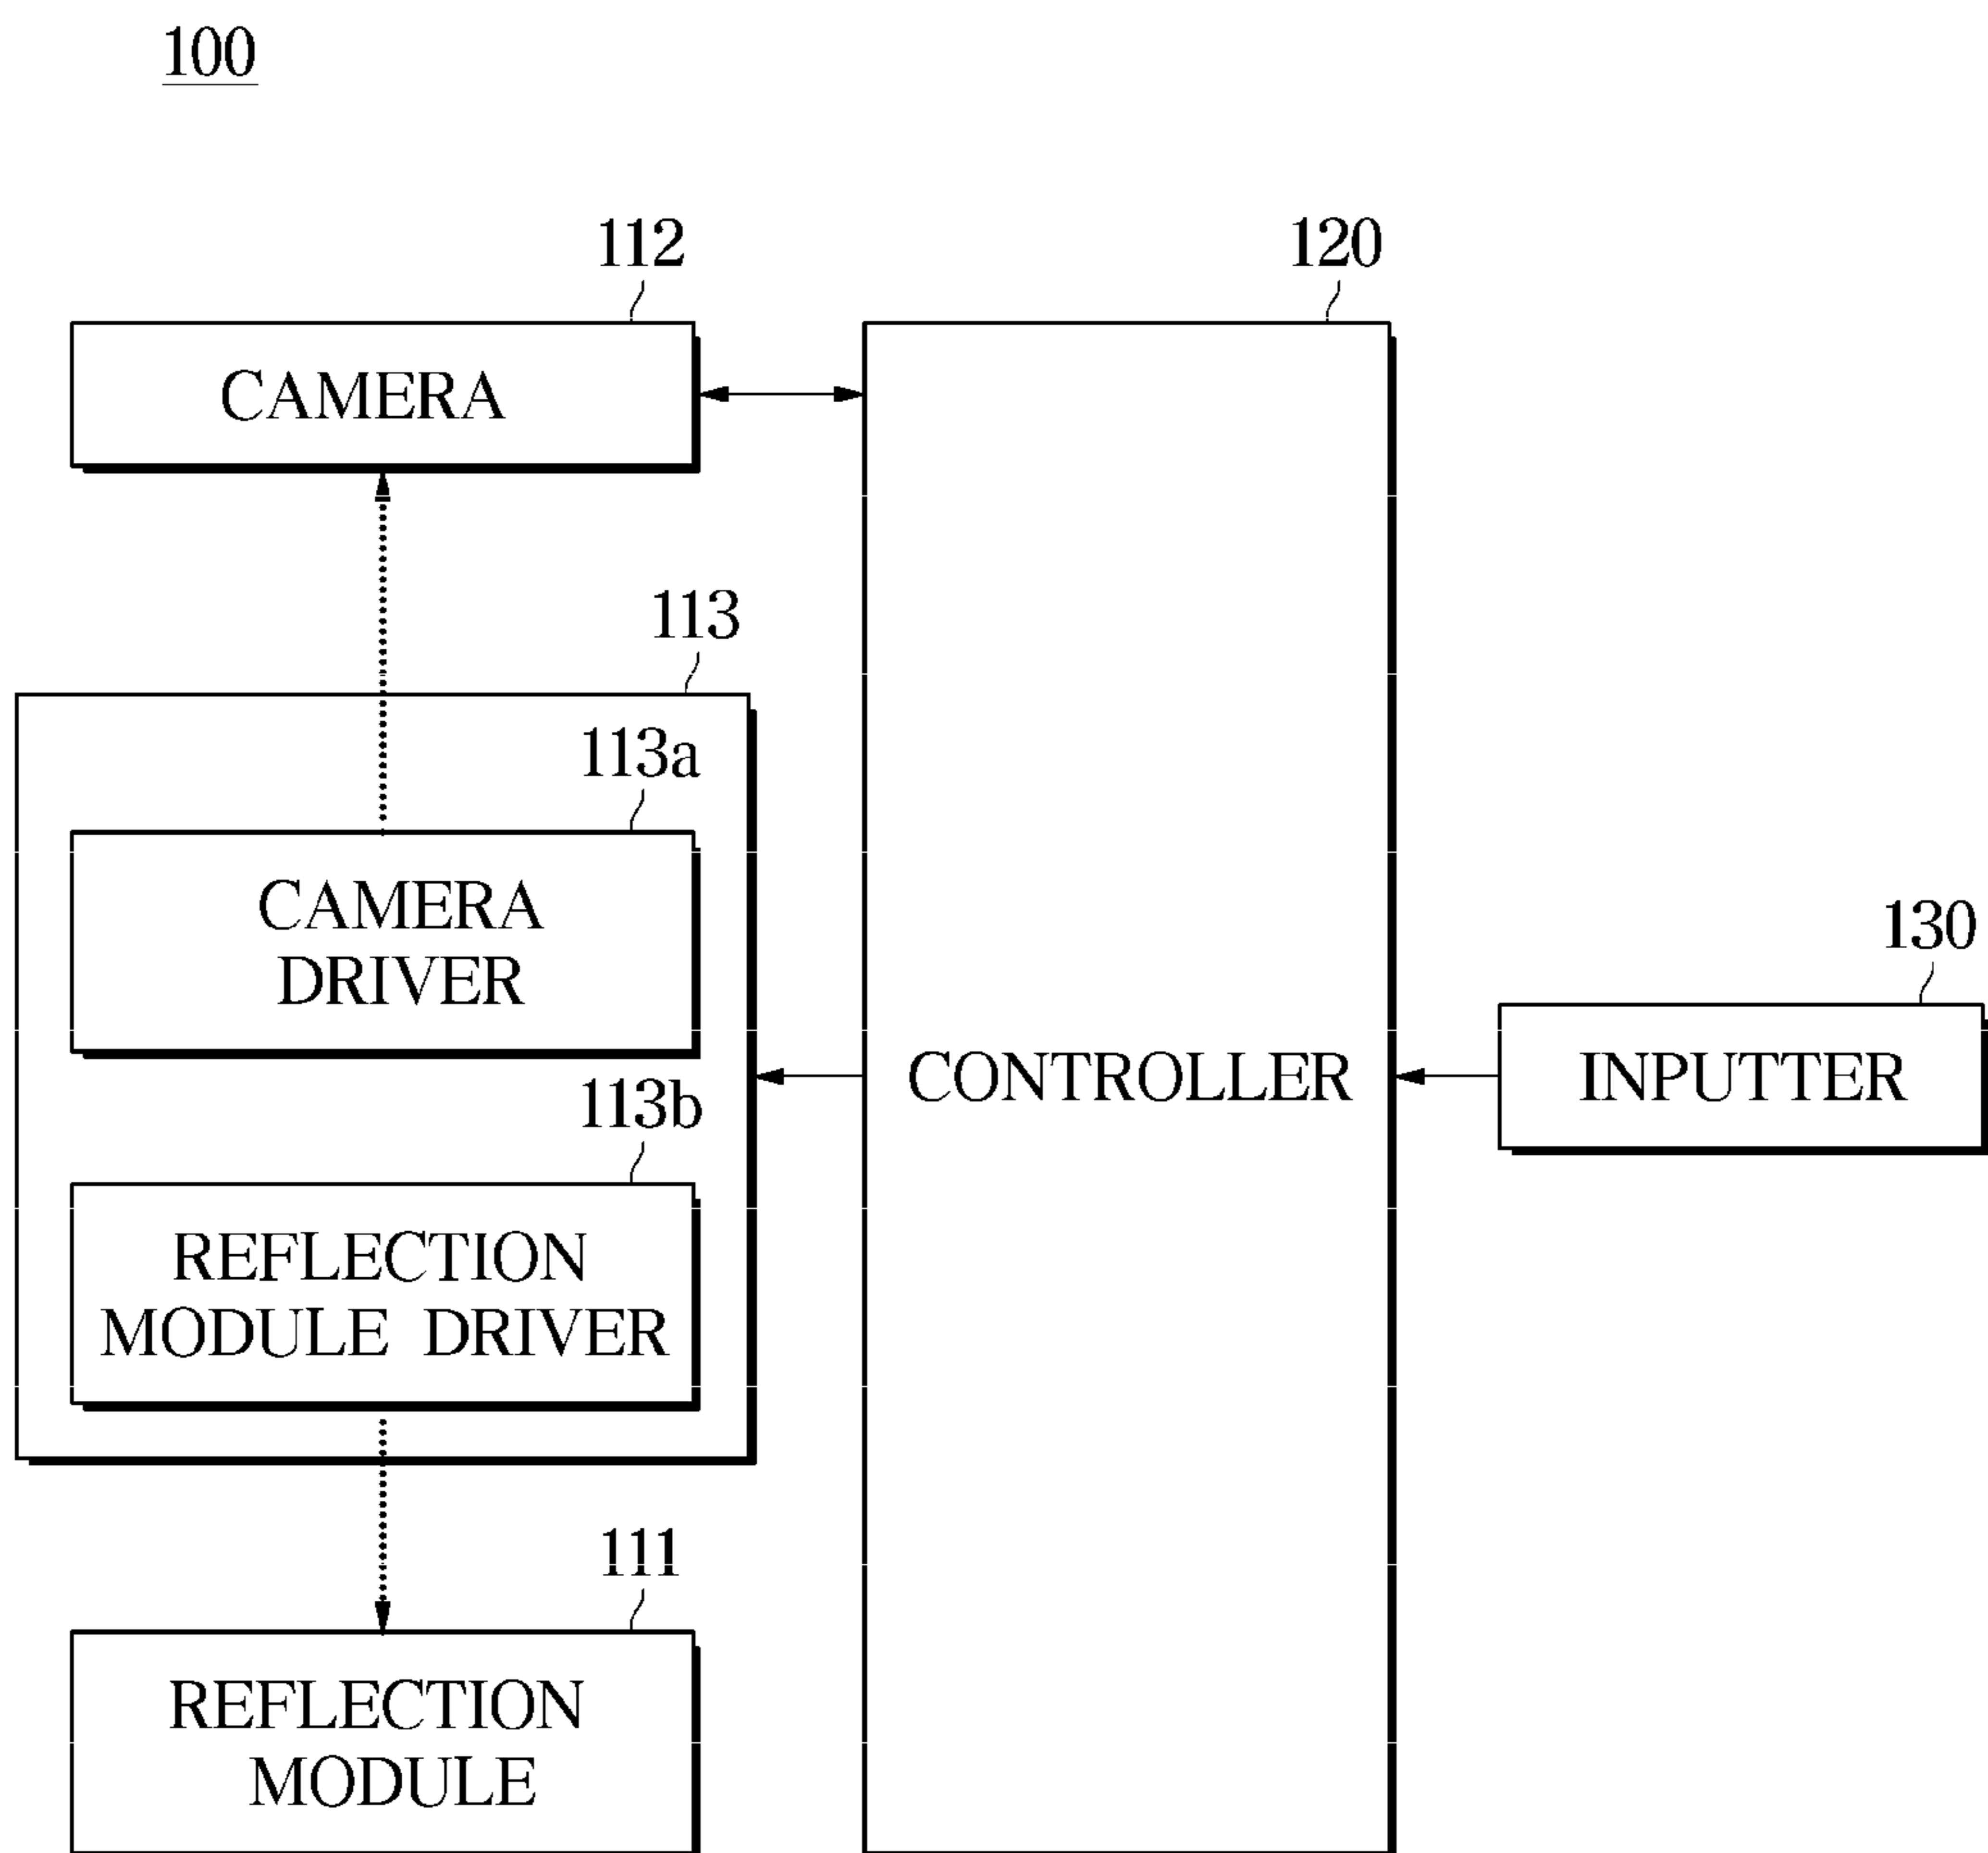 100
112
120
CAMERA
113
113a
CAMERA
DRIVER
130
CONTROLLER
INPUTTER
113b
REFLECTION
MODULE DRIVER
111
REFLECTION
MODULE